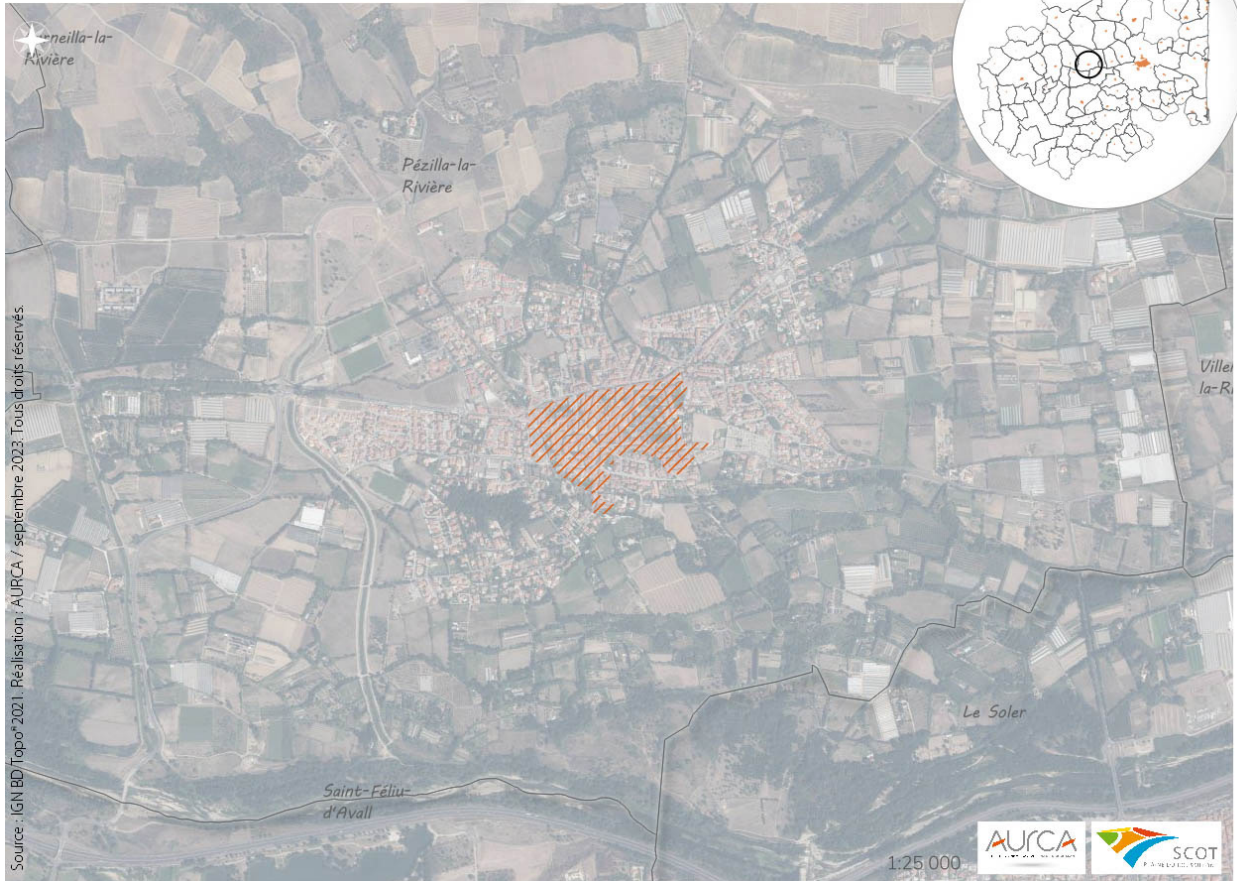 Pézilla-la-
Rivière
Rivière
Le Soler
Saint-Féliu-
d'Avall
Source : IGN BD Topo®2021. Réalisation : AURCA / septembre 2023. Tous droits réservés.
1:25 000
AURCA
SCOT